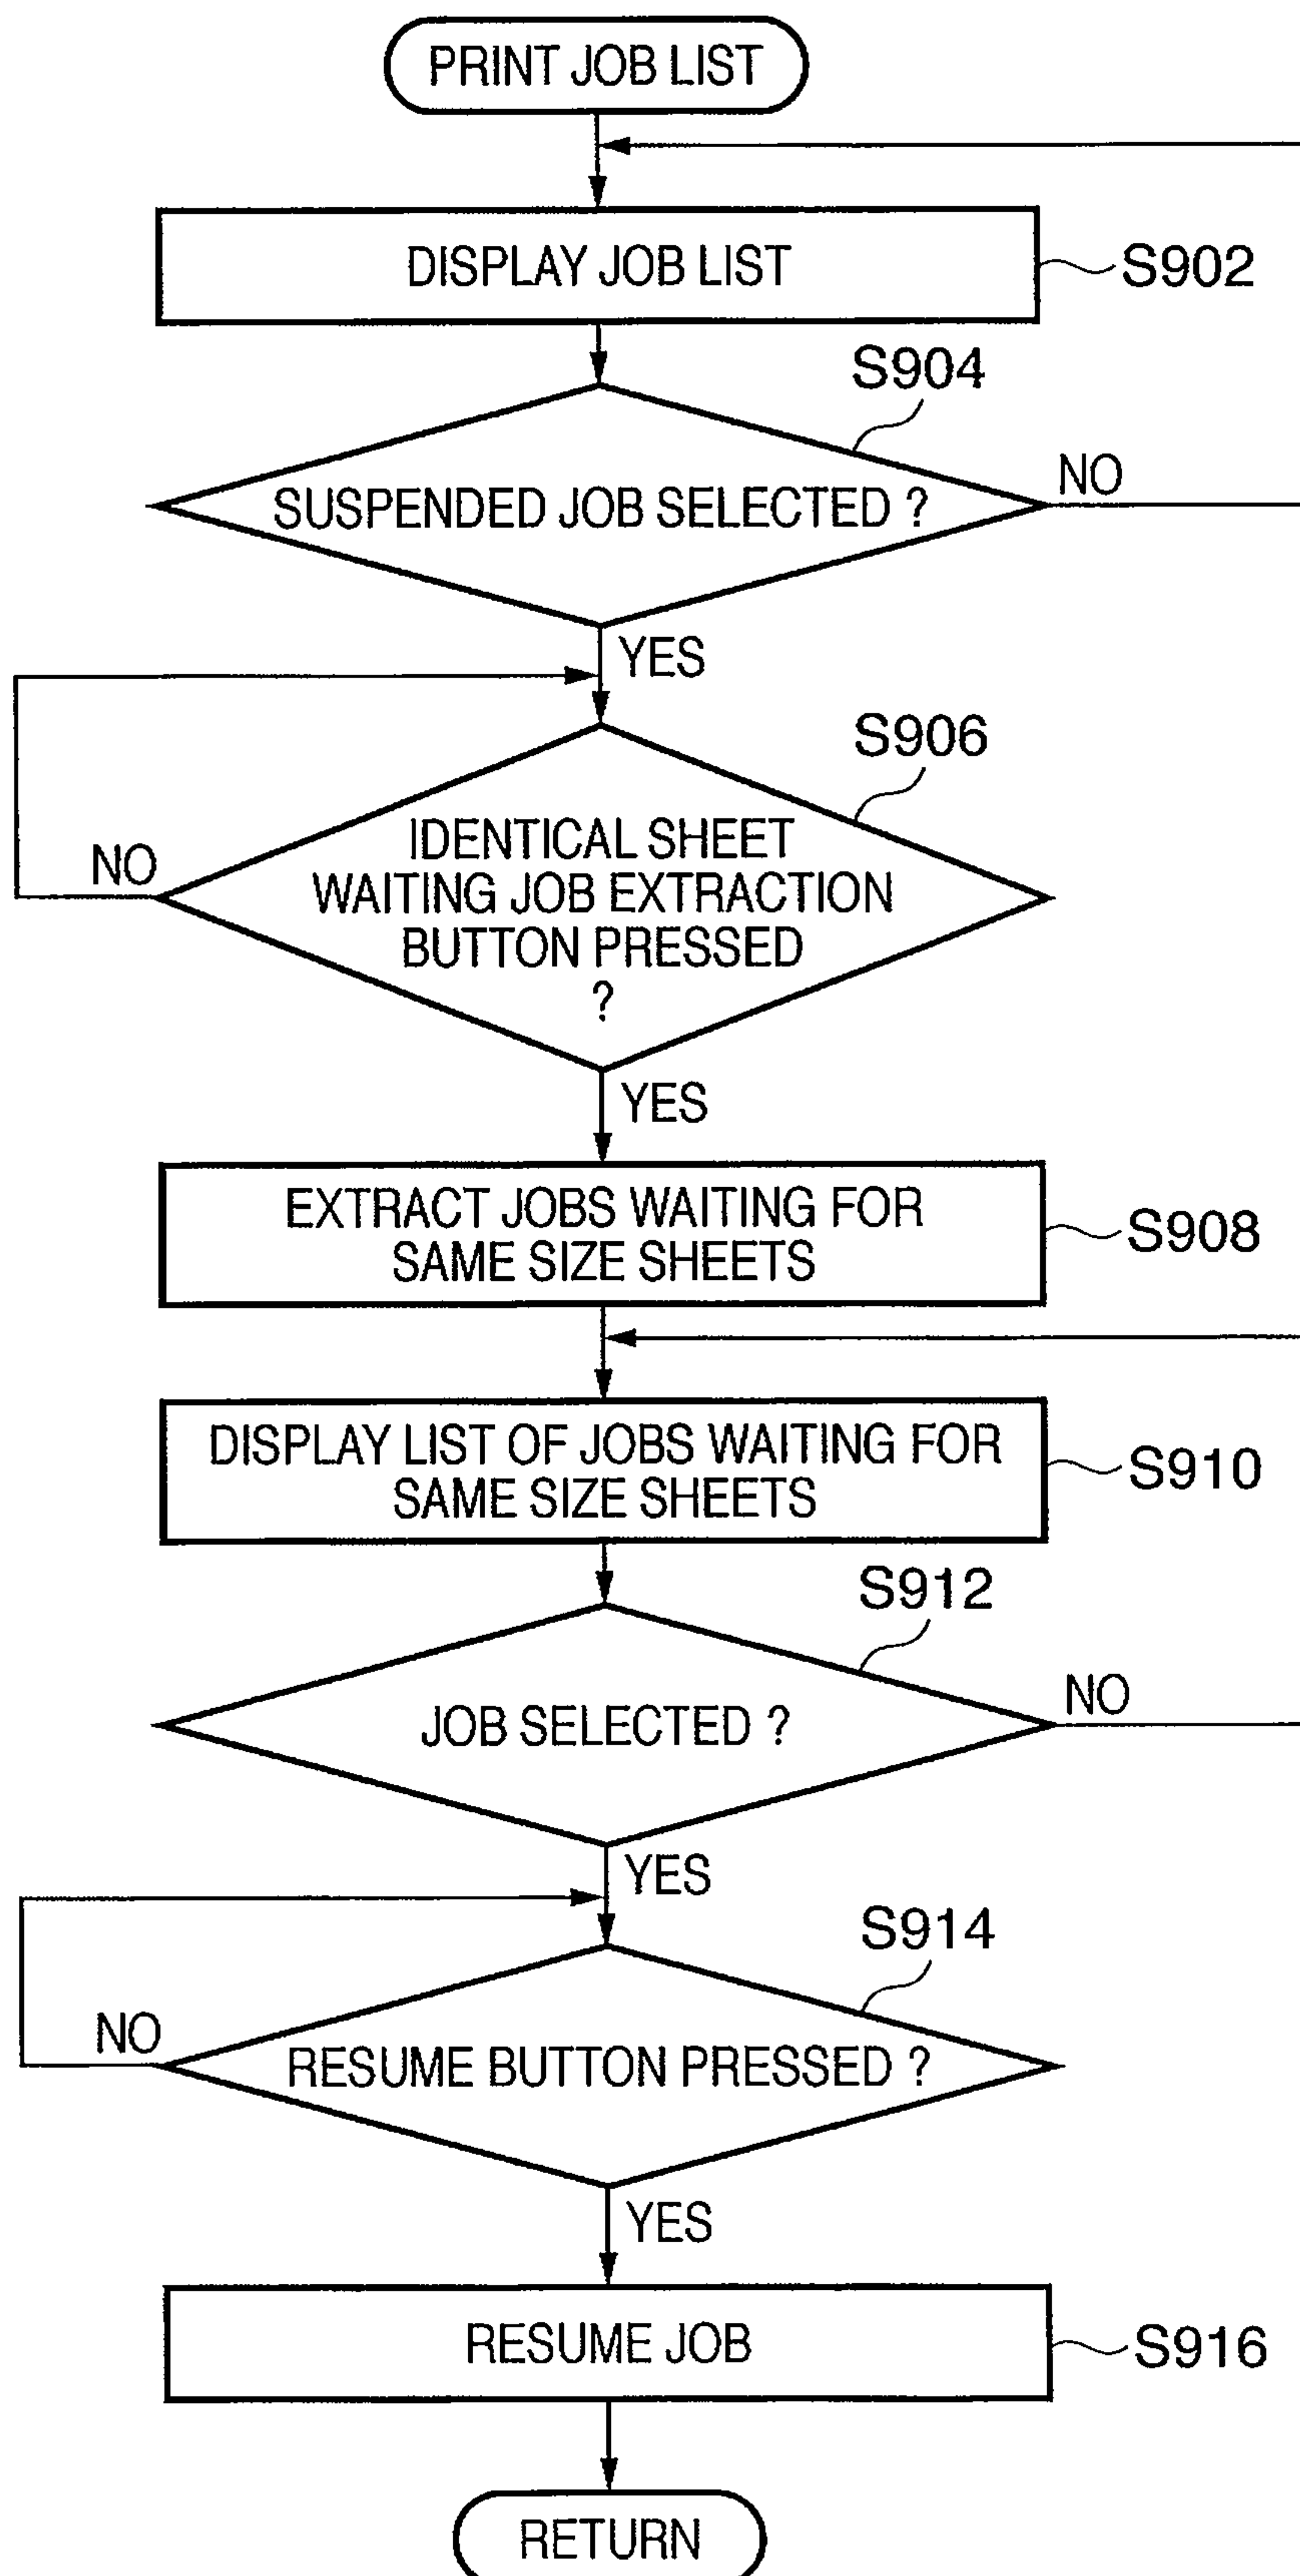 PRINT JOB LIST
DISPLAY JOB LIST
S902
S904
SUSPENDED JOB SELECTED ?
NO
YES
S906
IDENTICAL SHEET
WAITING JOB EXTRACTION
BUTTON PRESSED
?
NO
YES
EXTRACT JOBS WAITING FOR
SAME SIZE SHEETS
S908
DISPLAY LIST OF JOBS WAITING FOR
SAME SIZE SHEETS
S910
S912
JOB SELECTED ?
NO
YES
S914
RESUME BUTTON PRESSED ?
NO
YES
RESUME JOB
S916
RETURN